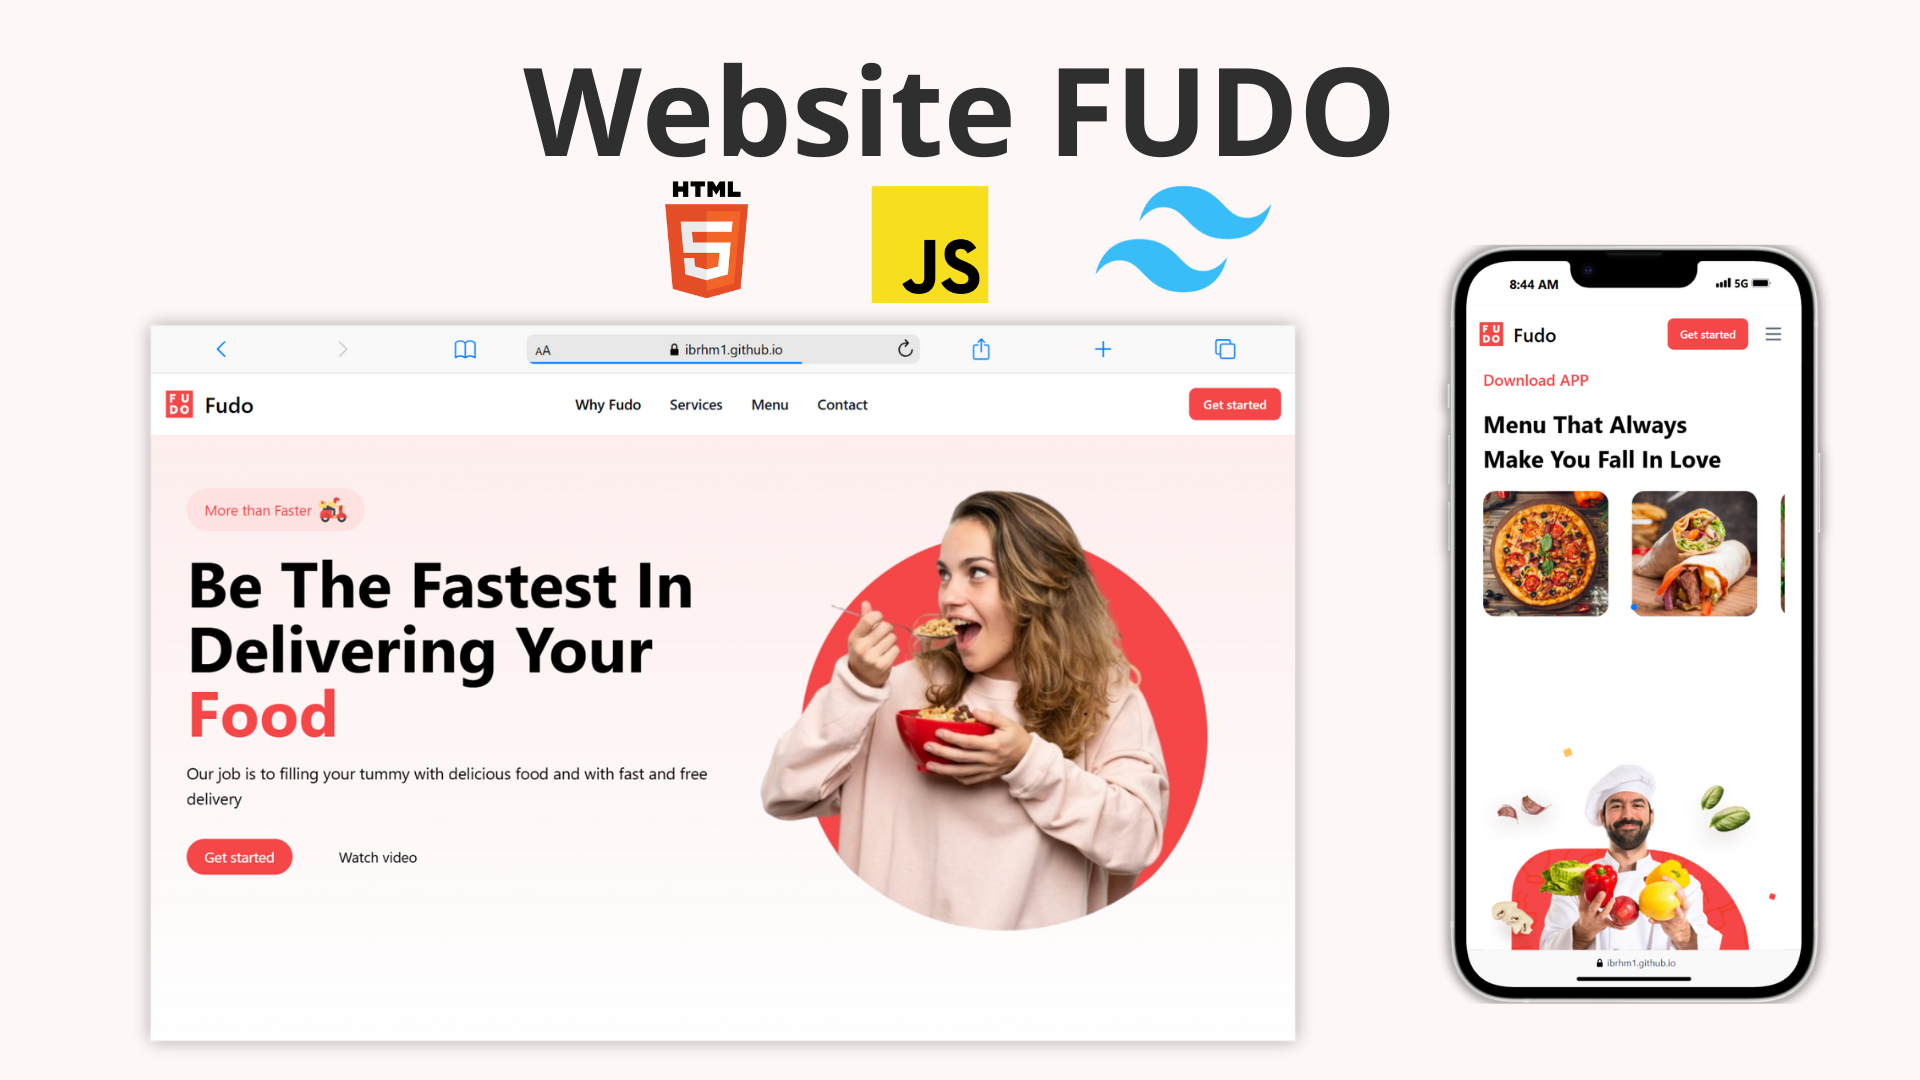 Website FUDO
HTML
5
JS
AA
ibrhm1.github.io
FU
DO
Fudo
Why Fudo
Services
Menu
Contact
Get started
More than Faster
Be The Fastest In
Delivering Your
Food
Our job is to filling your tummy with delicious food and with fast and free
delivery
Get started
Watch video
8:44 AM
5G
FU
DO
Fudo
Get started
Download APP
Menu That Always
Make You Fall In Love
ibrhm1.github.io